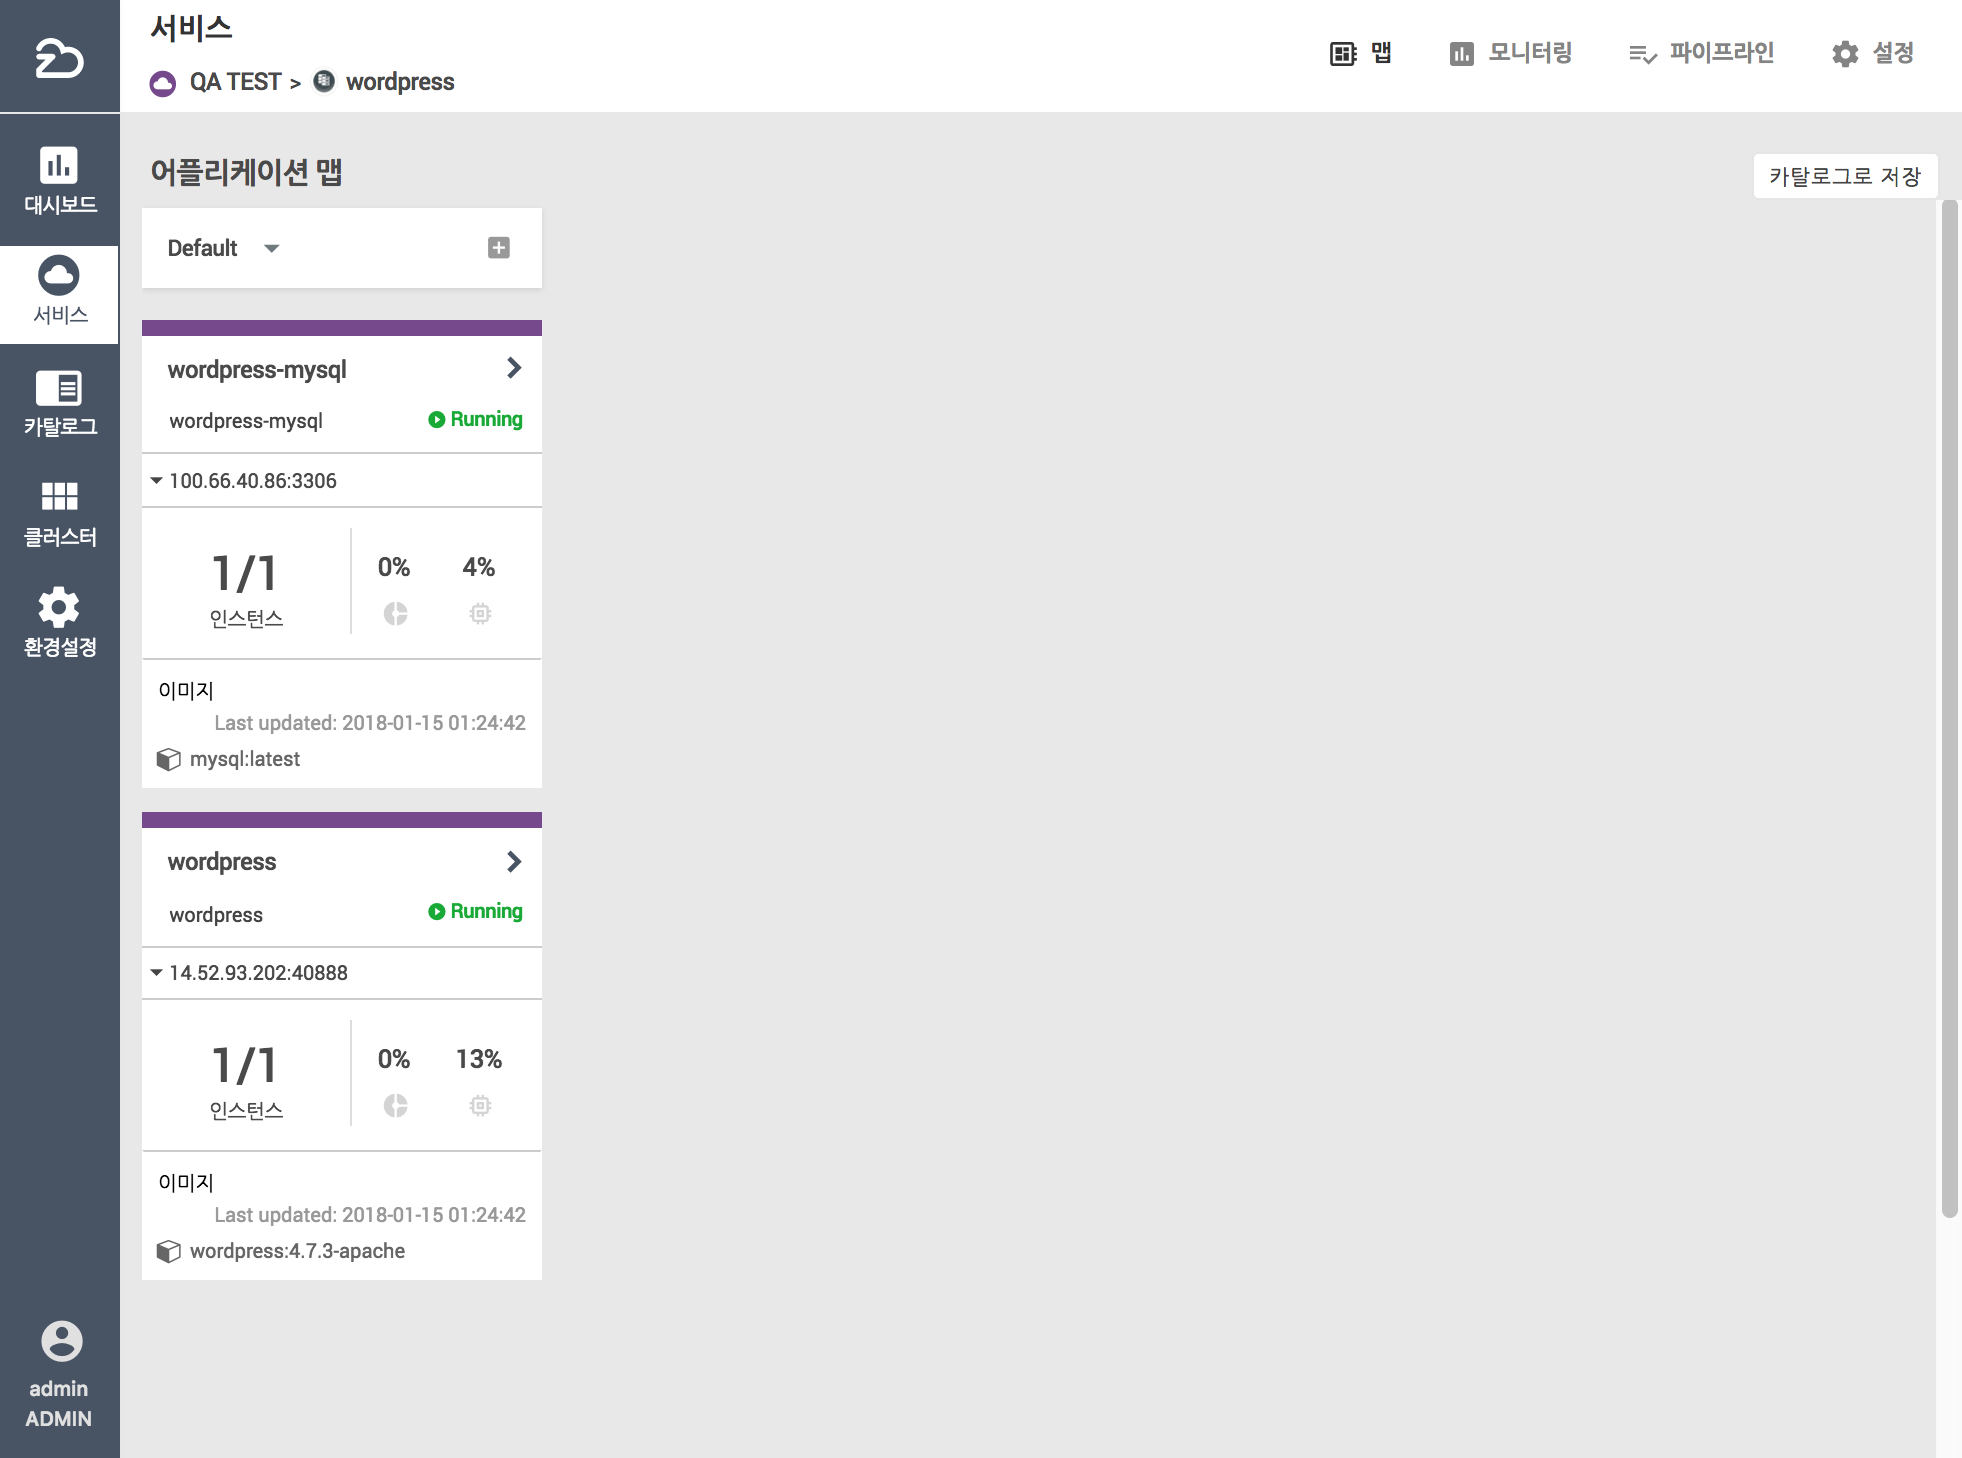 서비스
QA TEST > wordpress
맵
모니터링
파이프라인
설정
대시보드
서비스
카탈로그
클러스터
환경설정
admin
ADMIN
어플리케이션 맵
카탈로그로 저장
Default
wordpress-mysql
wordpress-mysql Running
100.66.40.86:3306
1/1
인스턴스
0% 4%
이미지
Last updated: 2018-01-15 01:24:42
mysql:latest
wordpress
wordpress Running
14.52.93.202:40888
1/1
인스턴스
0% 13%
이미지
Last updated: 2018-01-15 01:24:42
wordpress:4.7.3-apache